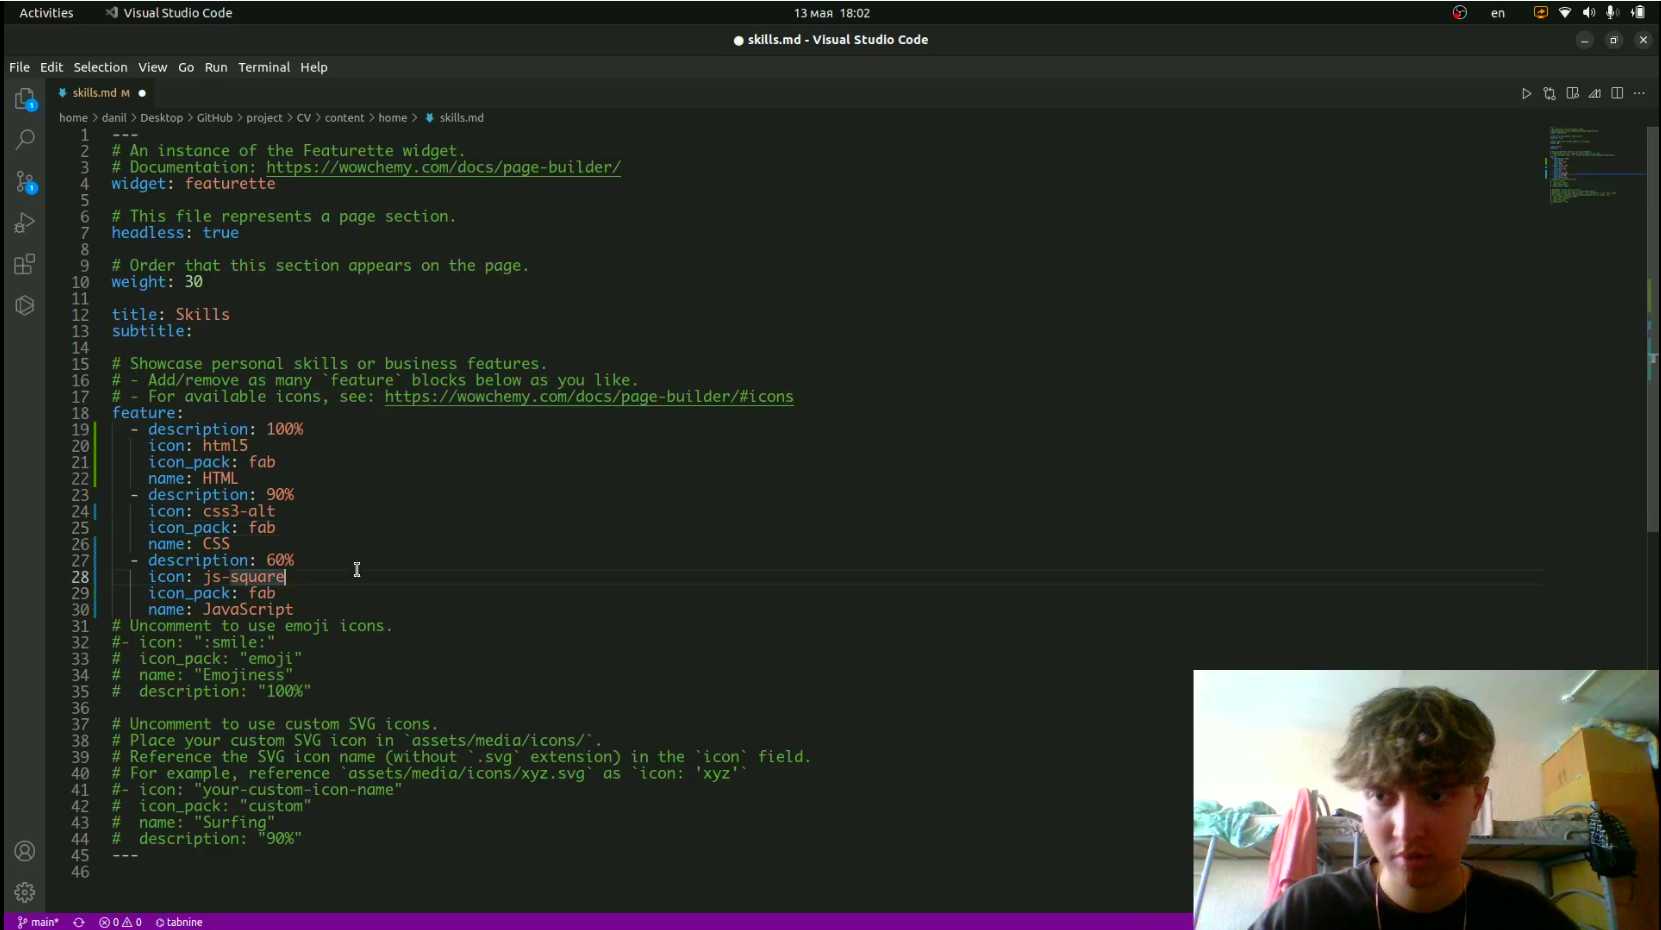 Activities Visual Studio Code 13 мая 18:02 en
● skills.md - Visual Studio Code
File Edit Selection View Go Run Terminal Help
skills.md M
home > danil > Desktop > GitHub > project > CV > content > home > skills.md
1 ---
2 # An instance of the Featurette widget.
3 # Documentation: https://wowchemy.com/docs/page-builder/
4 widget: featurette
5
6 # This file represents a page section.
7 headless: true
8
9 # Order that this section appears on the page.
10 weight: 30
11
12 title: Skills
13 subtitle:
14
15 # Showcase personal skills or business features.
16 # - Add/remove as many `feature` blocks below as you like.
17 # - For available icons, see: https://wowchemy.com/docs/page-builder/#icons
18 feature:
19 - description: 100%
20 icon: html5
21 icon_pack: fab
22 name: HTML
23 - description: 90%
24 icon: css3-alt
25 icon_pack: fab
26 name: CSS
27 - description: 60%
28 icon: js-square
29 icon_pack: fab
30 name: JavaScript
31 # Uncomment to use emoji icons.
32 #- icon: ":smile:"
33 # icon_pack: "emoji"
34 # name: "Emojiness"
35 # description: "100%"
36
37 # Uncomment to use custom SVG icons.
38 # Place your custom SVG icon in `assets/media/icons/`.
39 # Reference the SVG icon name (without `.svg` extension) in the `icon` field.
40 # For example, reference `assets/media/icons/xyz.svg` as `icon: 'xyz'`
41 #- icon: "your-custom-icon-name"
42 # icon_pack: "custom"
43 # name: "Surfing"
44 # description: "90%"
45 ---
46
main* 0 0 tabnine